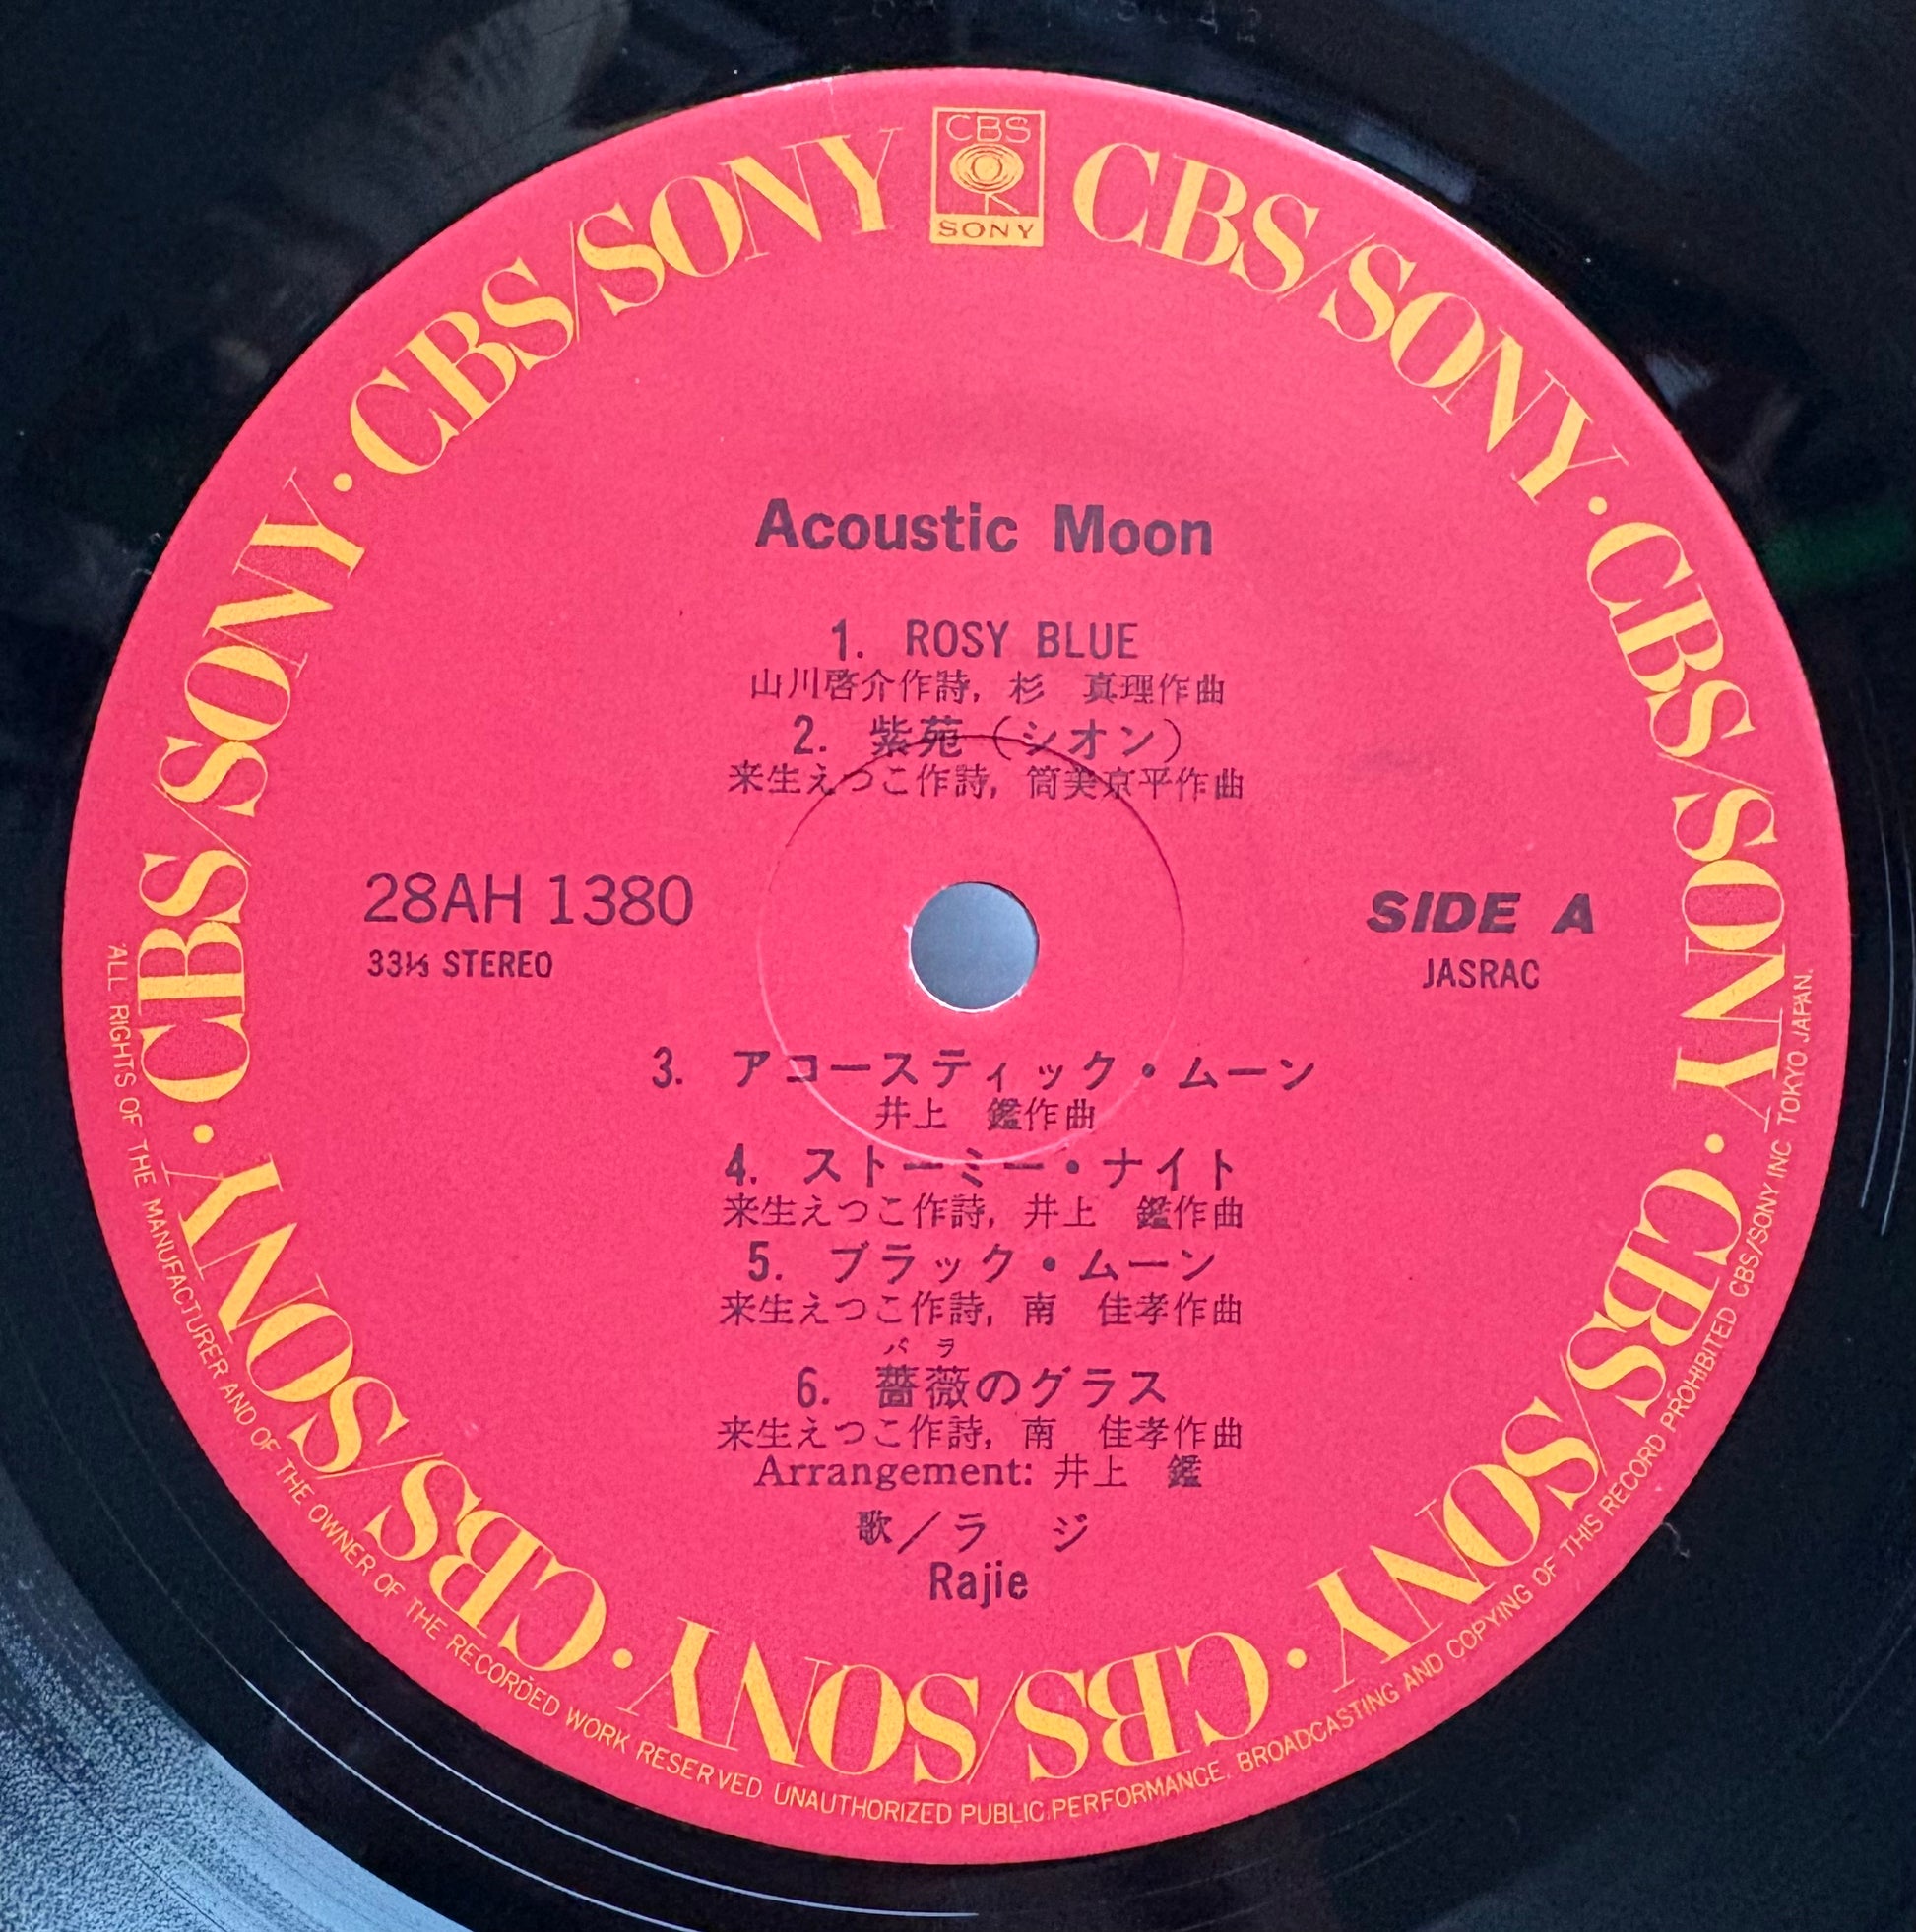 CBS
SONY
CBS/SONY・CBS/SONY・CBS/SONY・CBS/SONY・CBS/SONY・CBS/SONY・CBS/SONY
Acoustic Moon
1. ROSY BLUE
山川啓介作詩, 杉 真理作曲
2. 紫苑 (シオン)
来生えつこ作詩, 筒美京平作曲
28AH 1380
33⅓ STEREO
SIDE A
JASRAC
3. アコースティック・ムーン
井上 鑑作曲
4. ストーミー・ナイト
来生えつこ作詩, 井上 鑑作曲
5. ブラック・ムーン
来生えつこ作詩, 南 佳孝作曲
バ ラ
6. 薔薇のグラス
来生えつこ作詩, 南 佳孝作曲
Arrangement: 井上 鑑
歌/ラ ジ
Rajie
ALL RIGHTS OF THE MANUFACTURER AND OF THE OWNER OF THE RECORDED WORK RESERVED UNAUTHORIZED PUBLIC PERFORMANCE. BROADCASTING AND COPYING OF THIS RECORD PROHIBITED CBS/SONY INC TOKYO JAPAN.